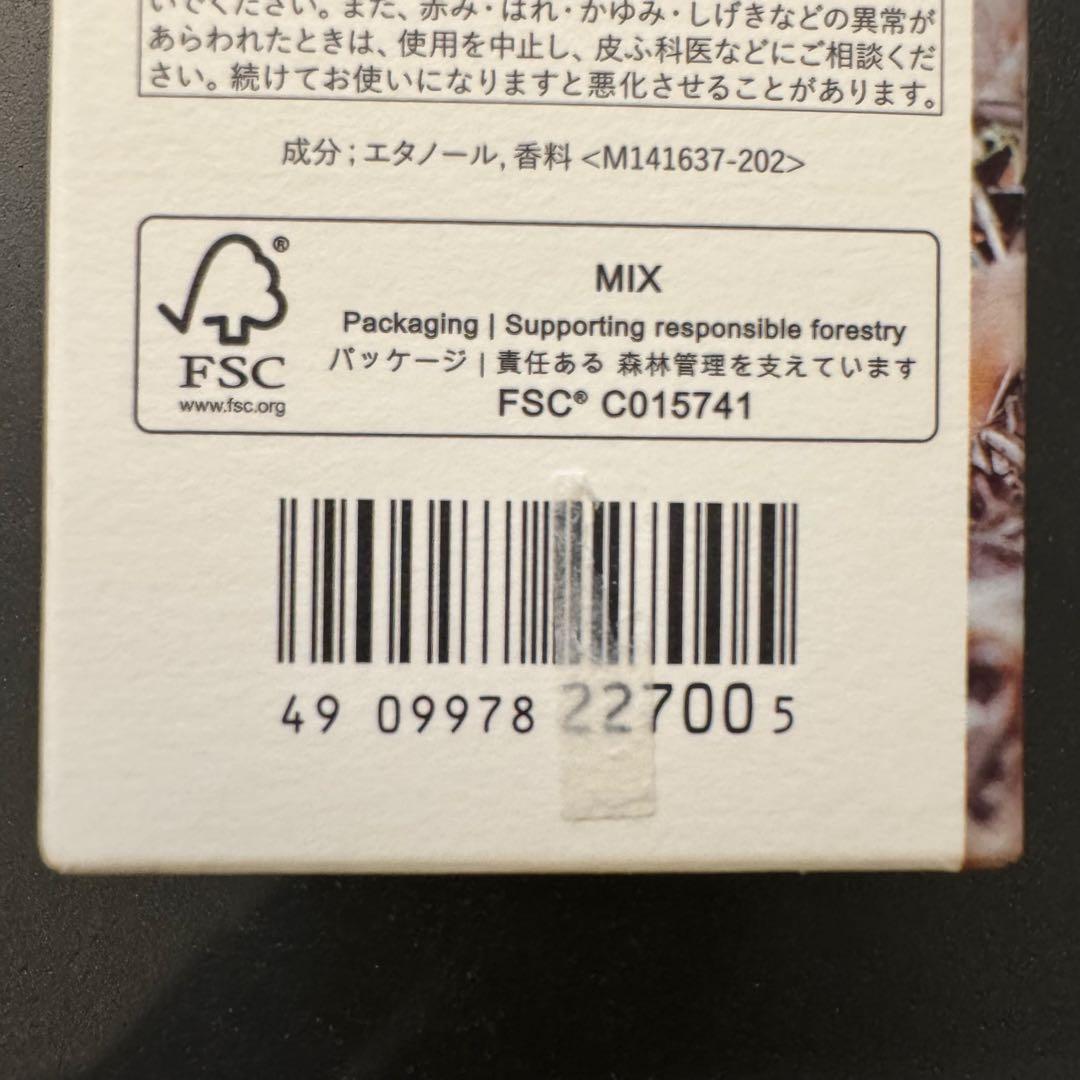 いでください。また、赤み・はれ・かゆみ・しげきなどの異常が
あらわれたときは、使用を中止し、皮ふ科医などにご相談くだ
さい。続けてお使いになりますと悪化させることがあります。
成分；エタノール, 香料 <M141637-202>
®
FSC
www.fsc.org
MIX
Packaging | Supporting responsible forestry
パッケージ | 責任ある 森林管理を支えています
FSC® C015741
49 09978 22700 5